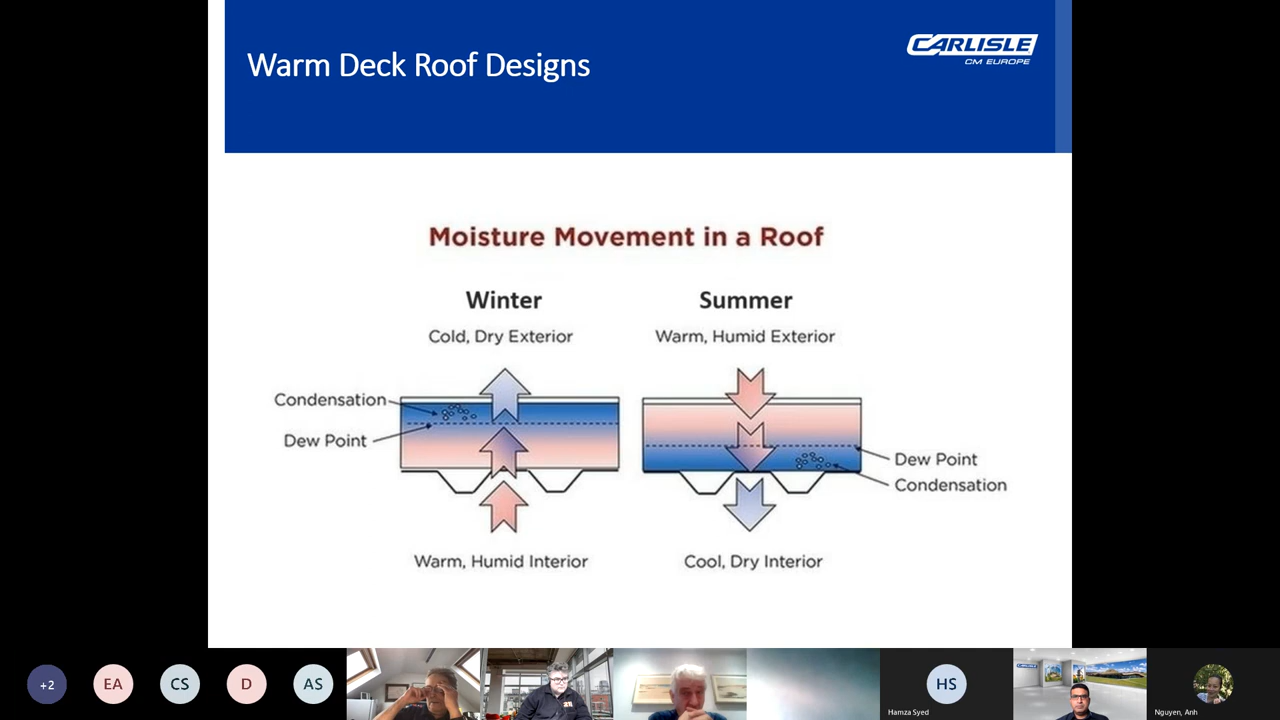 Warm Deck Roof Designs
CARLISLE
CM EUROPE
Moisture Movement in a Roof
Winter
Summer
Cold, Dry Exterior
Warm, Humid Exterior
Condensation
Dew Point
Dew Point
Condensation
Warm, Humid Interior
Cool, Dry Interior
+2
EA
CS
D
AS
HS
Hamza Syed
CARLISLE
Nguyen, Anh